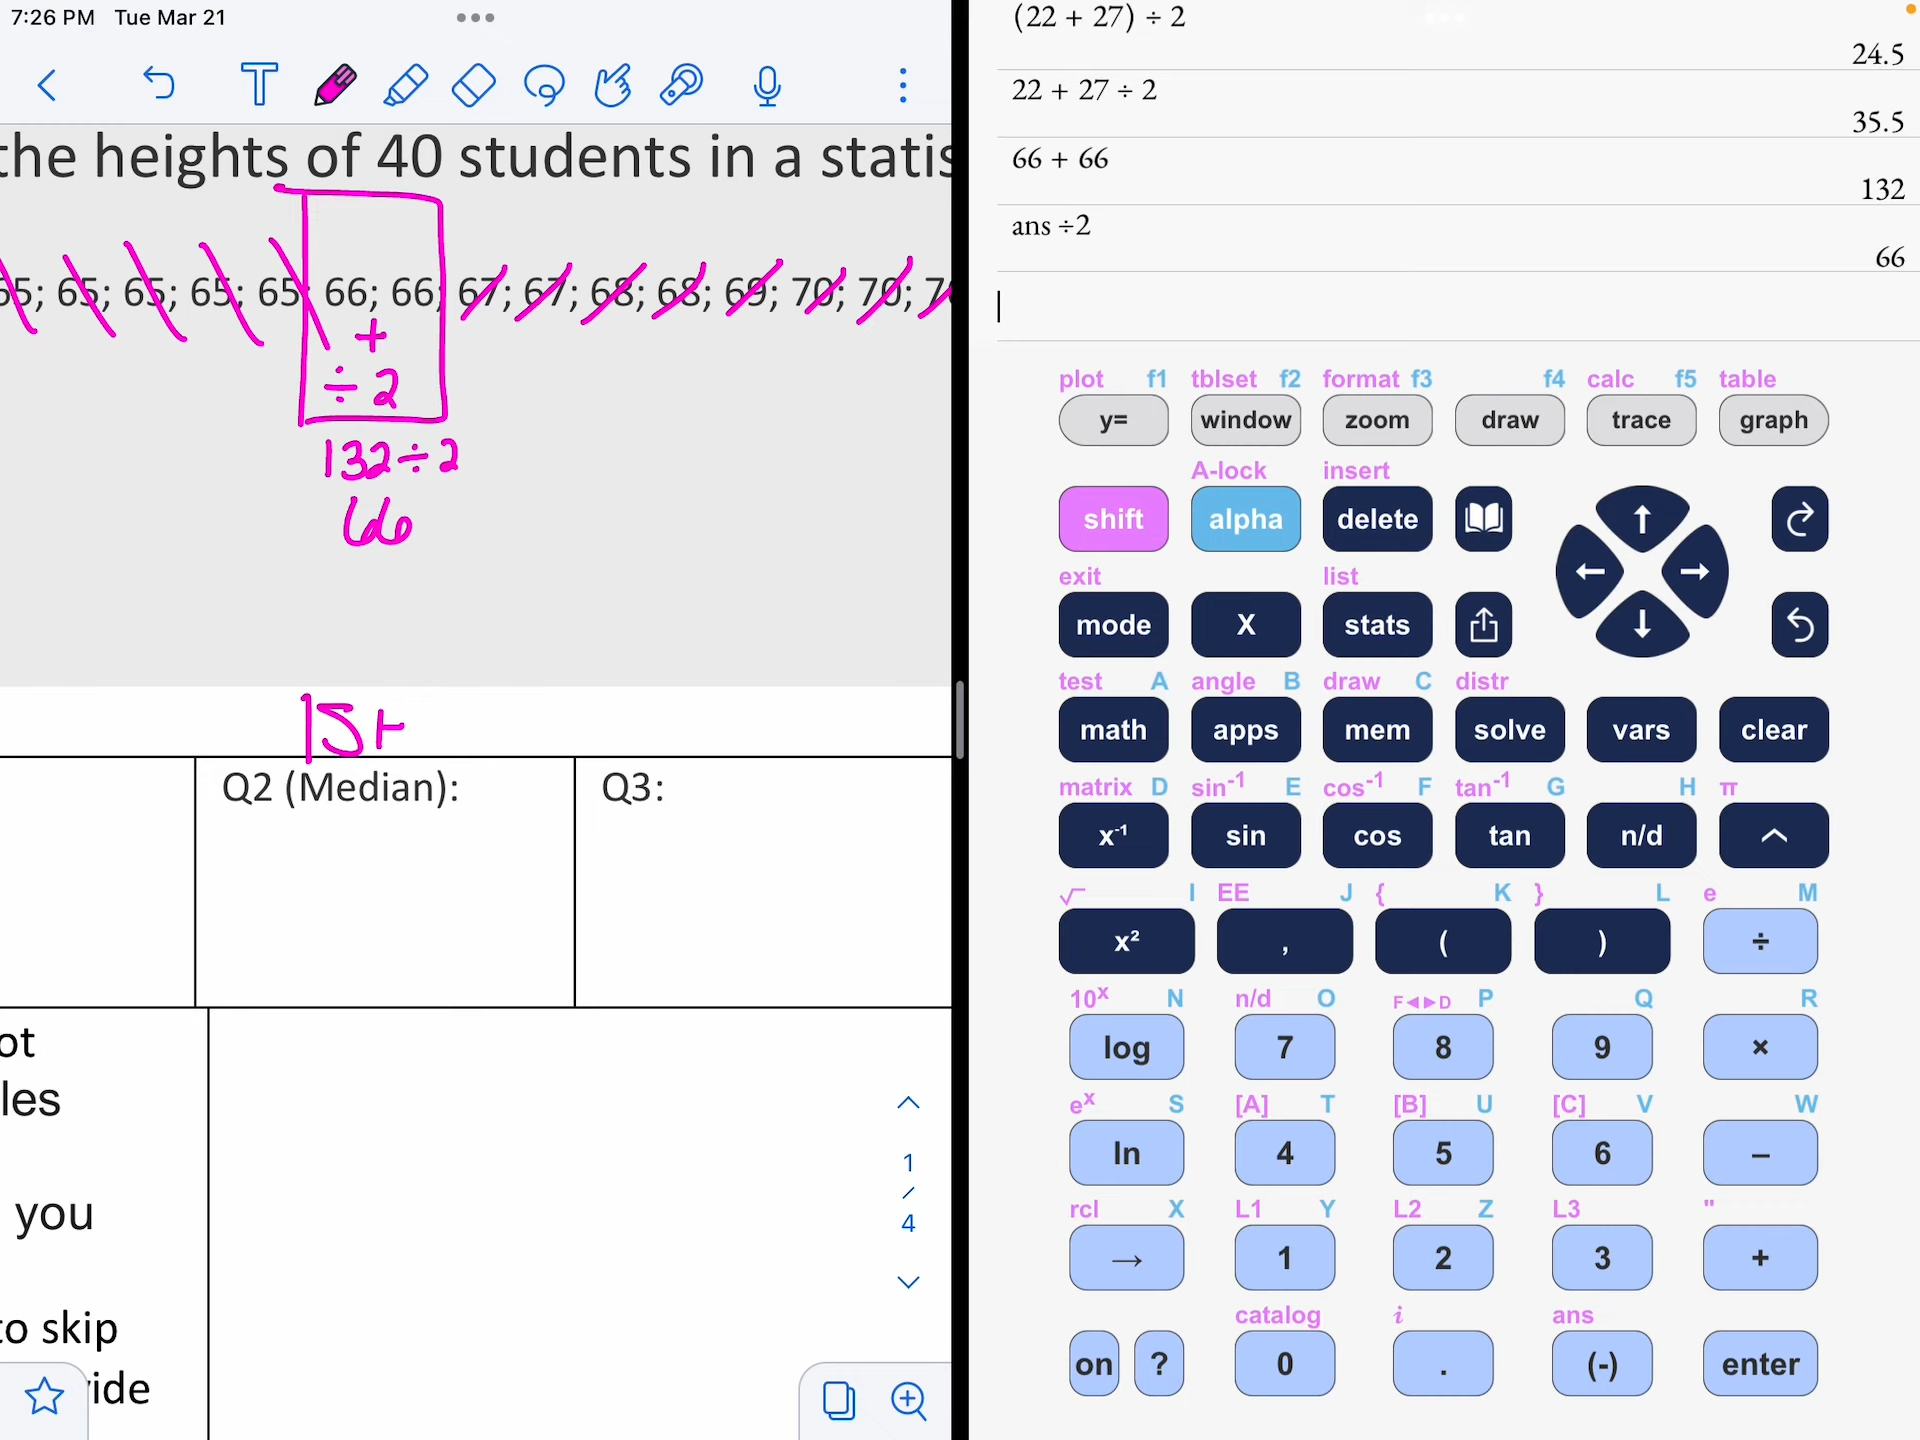 7:26 PM Tue Mar 21
T
the heights of 40 students in a statis
65; 65; 65; 65; 65; 66; 66; 67; 67; 68; 68; 69; 70; 70; 70
+
÷ 2
132÷2
66
1st
Q2 (Median): Q3:
ot
les
you
to skip
ride
1
/
4
(22 + 27) ÷ 2
24.5
22 + 27 ÷ 2
35.5
66 + 66
132
ans ÷2
66
plot f1 tblset f2 format f3 f4 calc f5 table
y= window zoom draw trace graph
A-lock insert
shift alpha delete
exit list
mode X stats
test A angle B draw C distr
math apps mem solve vars clear
matrix D sin⁻¹ E cos⁻¹ F tan⁻¹ G H π
x⁻¹ sin cos tan n/d ^
√ I EE J { K } L e M
x² , ( ) ÷
10ˣ N n/d O F◄►D P Q R
log 7 8 9 ×
eˣ S [A] T [B] U [C] V W
ln 4 5 6 –
rcl X L1 Y L2 Z L3 "
→ 1 2 3 +
catalog i ans
on ? 0 . (-) enter